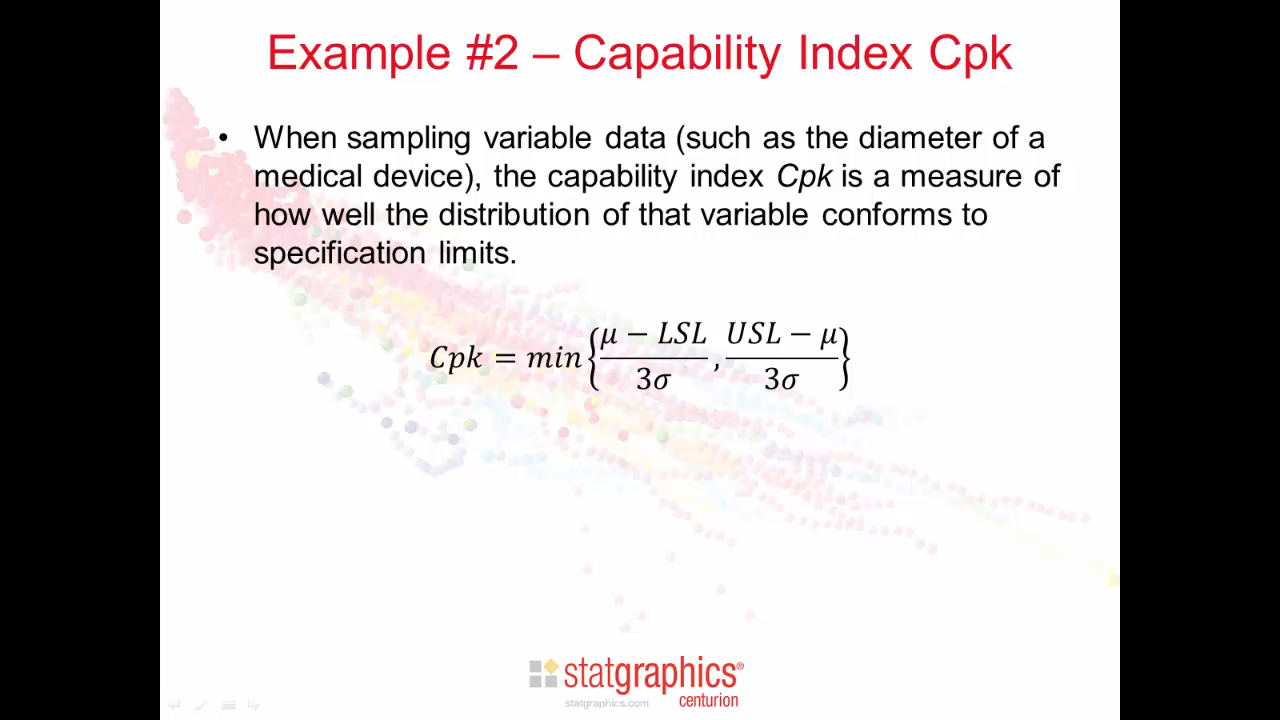 Example #2 – Capability Index Cpk
• When sampling variable data (such as the diameter of a
medical device), the capability index Cpk is a measure of
how well the distribution of that variable conforms to
specification limits.
Cpk = min{(μ − LSL)/3σ, (USL − μ)/3σ}
statgraphics®
statgraphics.com centurion